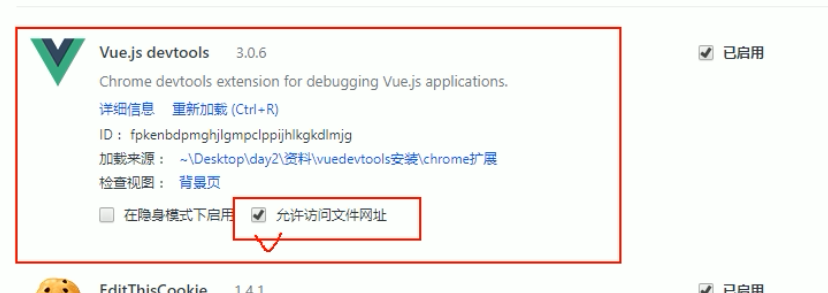 Vue.js devtools 3.0.6 已启用
Chrome devtools extension for debugging Vue.js applications.
详细信息 重新加载 (Ctrl+R)
ID： fpkenbdpmghjlgmpclppijhlkgkdlmjg
加载来源： ~\Desktop\day2\资料\vuedevtools安装\chrome扩展
检查视图： 背景页
在隐身模式下启用 允许访问文件网址
EditThisCookie 1.4.1 已启用